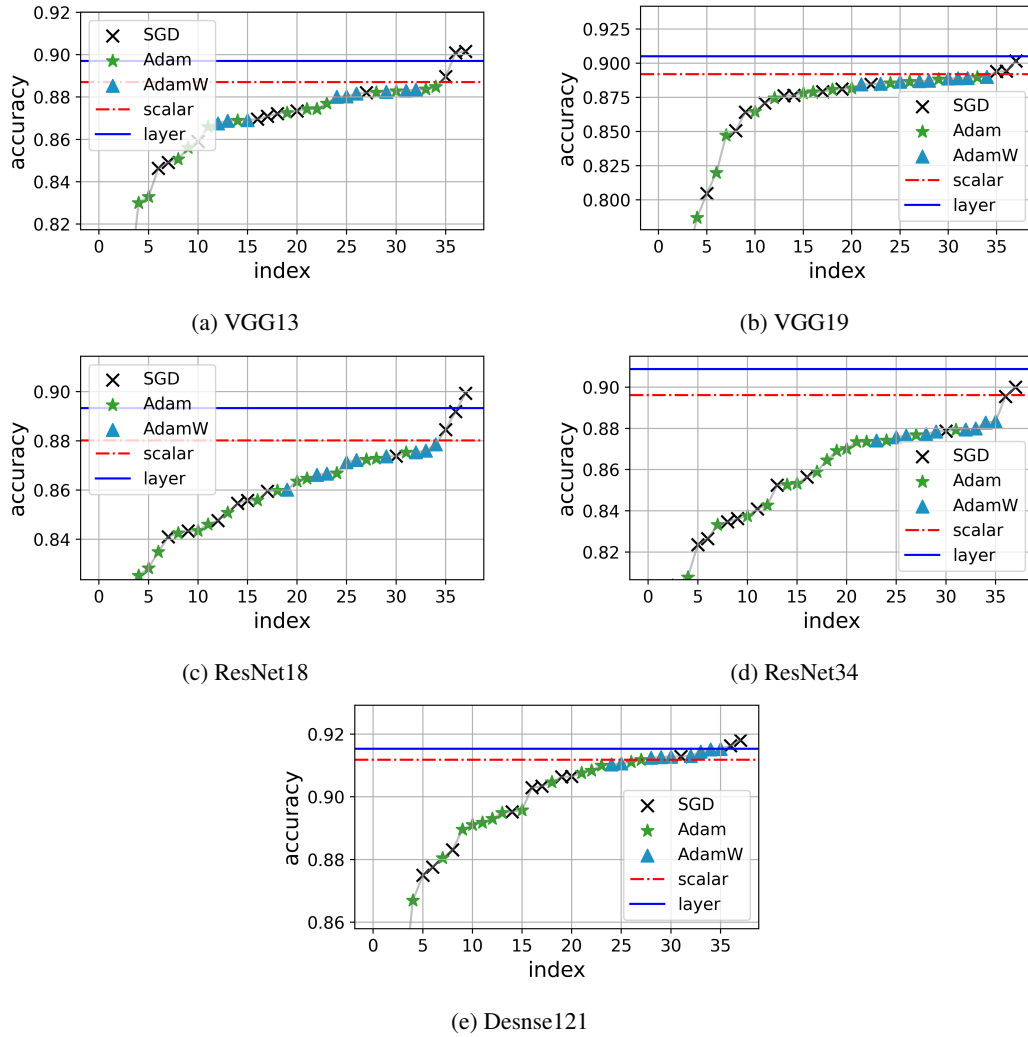 0.92
0.90
0.88
0.86
0.84
0.82
accuracy
SGD
Adam
AdamW
scalar
layer
0 5 10 15 20 25 30 35
index
(a) VGG13
0.925
0.900
0.875
0.850
0.825
0.800
accuracy
SGD
Adam
AdamW
scalar
layer
0 5 10 15 20 25 30 35
index
(b) VGG19
0.90
0.88
0.86
0.84
accuracy
SGD
Adam
AdamW
scalar
layer
0 5 10 15 20 25 30 35
index
(c) ResNet18
0.90
0.88
0.86
0.84
0.82
accuracy
SGD
Adam
AdamW
scalar
layer
0 5 10 15 20 25 30 35
index
(d) ResNet34
0.92
0.90
0.88
0.86
accuracy
SGD
Adam
AdamW
scalar
layer
0 5 10 15 20 25 30 35
index
(e) Desnse121